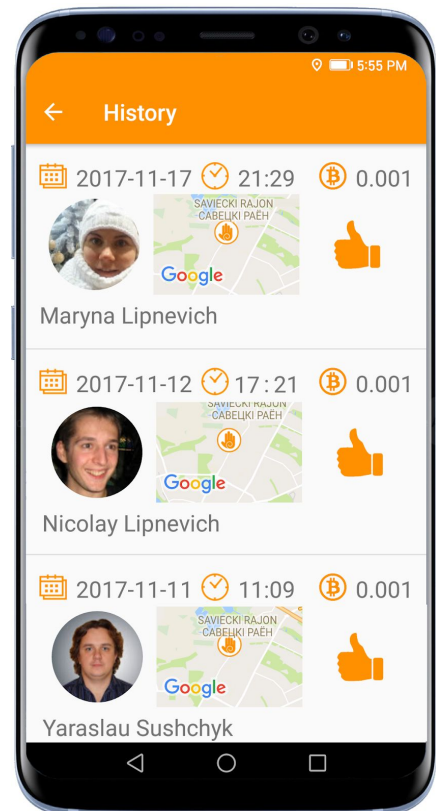 5:55 PM
History
2017-11-17 21:29 0.001
SAVIECKI RAJON
САВЕЦКІ РАЁН
Google
Maryna Lipnevich
2017-11-12 17:21 0.001
SAVIECKI RAJON
САВЕЦКІ РАЁН
Google
Nicolay Lipnevich
2017-11-11 11:09 0.001
SAVIECKI RAJON
САВЕЦКІ РАЁН
Google
Yaraslau Sushchyk